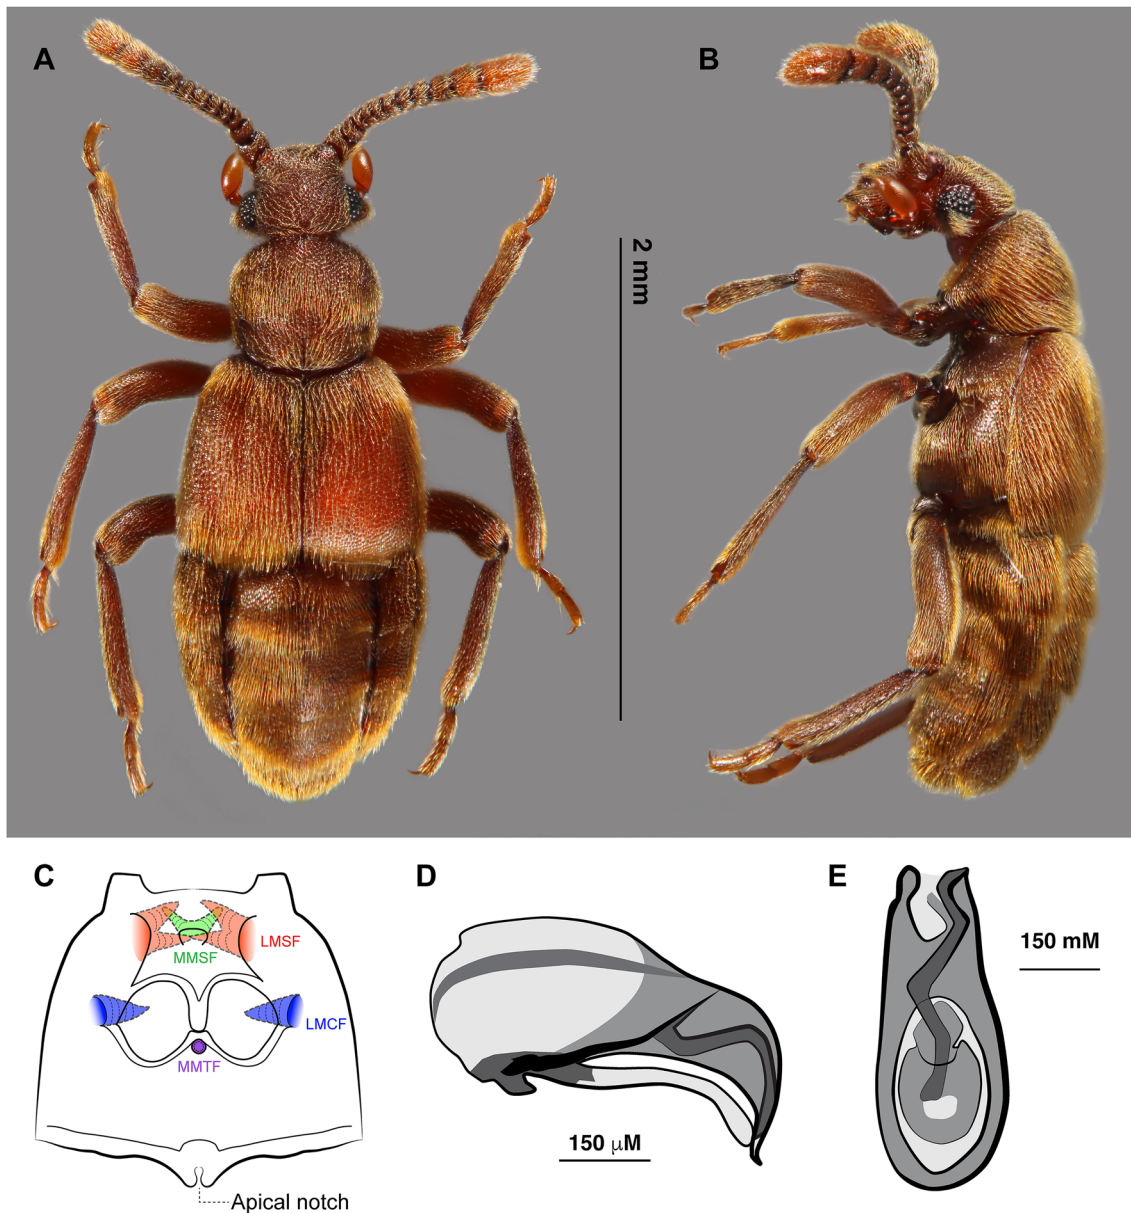 A
B
2 mm
C
LMSF
MMSF
LMCF
MMTF
Apical notch
D
150 μM
E
150 mM